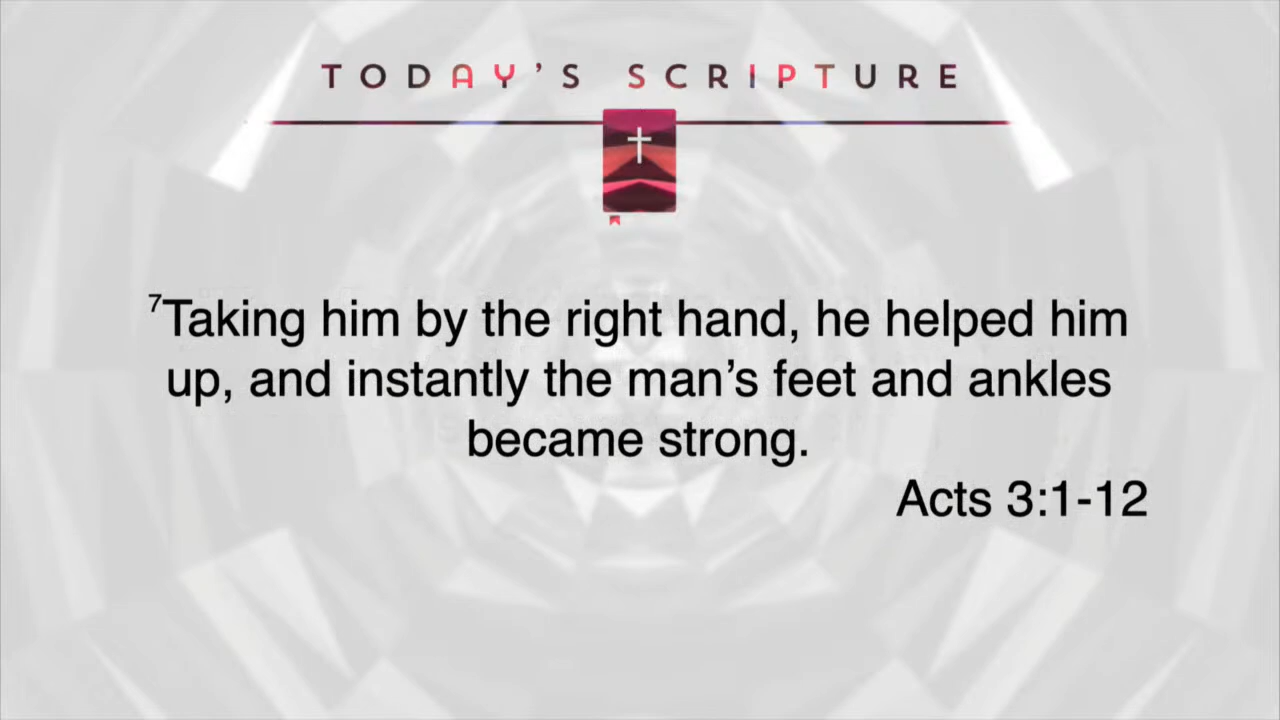 TODAY’S SCRIPTURE
⁷Taking him by the right hand, he helped him
up, and instantly the man’s feet and ankles
became strong.
Acts 3:1-12